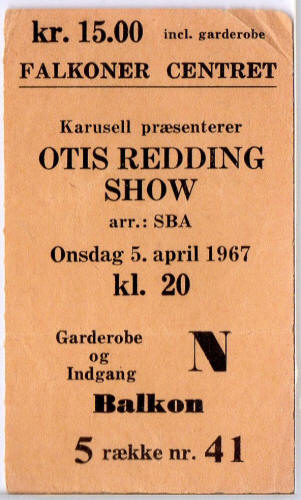 kr. 15.00 incl. garderobe
FALKONER CENTRET
Karusell præsenterer
OTIS REDDING
SHOW
arr.: SBA
Onsdag 5. april 1967
kl. 20
Garderobe
og
Indgang
N
Balkon
5 række nr. 41